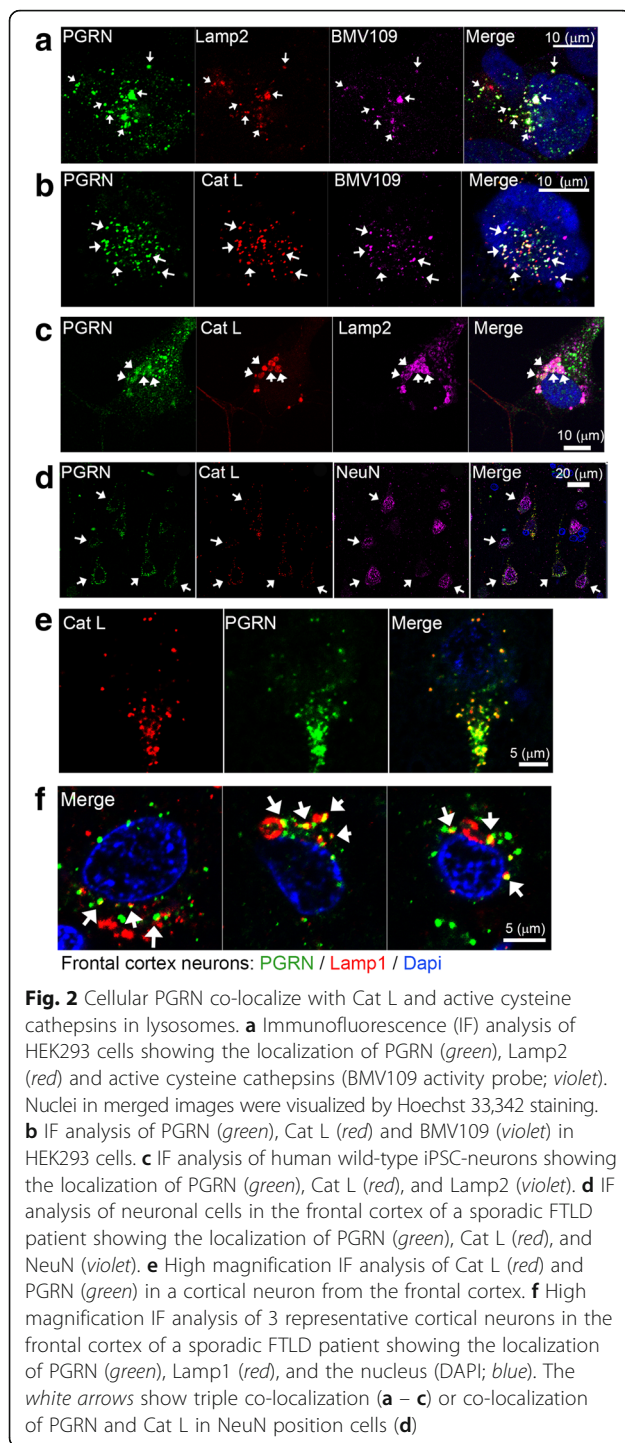 a PGRN Lamp2 BMV109 Merge 10 (μm)
b PGRN Cat L BMV109 Merge 10 (μm)
c PGRN Cat L Lamp2 Merge
10 (μm)
d PGRN Cat L NeuN Merge 20 (μm)
e Cat L PGRN Merge
5 (μm)
f Merge
5 (μm)
Frontal cortex neurons: PGRN / Lamp1 / Dapi
Fig. 2 Cellular PGRN co-localize with Cat L and active cysteine
cathepsins in lysosomes. a Immunofluorescence (IF) analysis of
HEK293 cells showing the localization of PGRN (green), Lamp2
(red) and active cysteine cathepsins (BMV109 activity probe; violet).
Nuclei in merged images were visualized by Hoechst 33,342 staining.
b IF analysis of PGRN (green), Cat L (red) and BMV109 (violet) in
HEK293 cells. c IF analysis of human wild-type iPSC-neurons showing
the localization of PGRN (green), Cat L (red), and Lamp2 (violet). d IF
analysis of neuronal cells in the frontal cortex of a sporadic FTLD
patient showing the localization of PGRN (green), Cat L (red), and
NeuN (violet). e High magnification IF analysis of Cat L (red) and
PGRN (green) in a cortical neuron from the frontal cortex. f High
magnification IF analysis of 3 representative cortical neurons in the
frontal cortex of a sporadic FTLD patient showing the localization
of PGRN (green), Lamp1 (red), and the nucleus (DAPI; blue). The
white arrows show triple co-localization (a – c) or co-localization
of PGRN and Cat L in NeuN position cells (d)